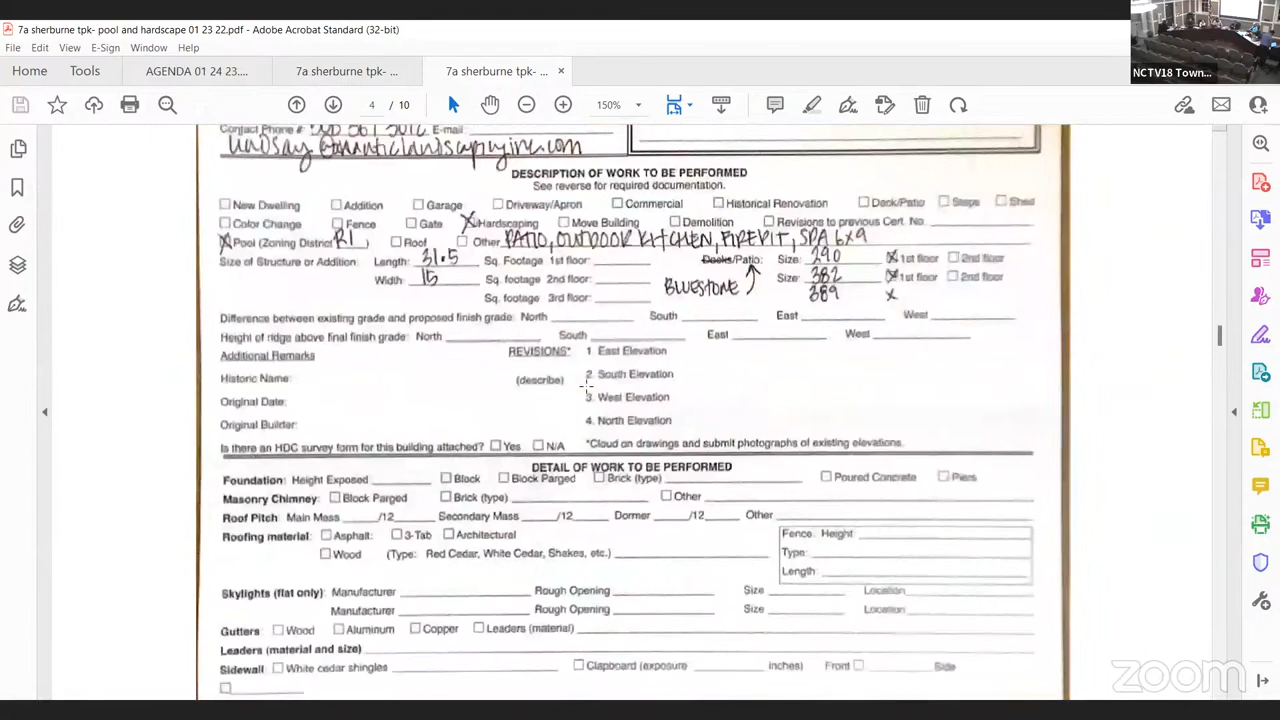 7a sherburne tpk- pool and hardscape 01 23 22.pdf - Adobe Acrobat Standard (32-bit)
File Edit View E-Sign Window Help
Home Tools AGENDA 01 24 23.... 7a sherburne tpk- ... 7a sherburne tpk- ... ×
4 / 10 150%
NCTV18 Town...
Contact Phone #: E-mail
DESCRIPTION OF WORK TO BE PERFORMED
See reverse for required documentation.
New Dwelling Addition Garage Driveway/Apron Commercial Historical Renovation Deck/Patio Steps Shed
Color Change Fence Gate X Hardscaping Move Building Demolition Revisions to previous Cert. No.
X Pool (Zoning District R1 ) Roof Other PATIO, OUTDOOR KITCHEN, FIREPIT, SPA 6x9
Size of Structure or Addition: Length: 31.5 Sq. Footage 1st floor: Decks/Patio: Size: 290 X 1st floor 2nd floor
Width: 15 Sq. footage 2nd floor: BLUESTONE Size: 382 X 1st floor 2nd floor
Sq. footage 3rd floor: 389 X
Difference between existing grade and proposed finish grade: North South East West
Height of ridge above final finish grade: North South East West
Additional Remarks REVISIONS* 1 East Elevation
Historic Name: (describe) 2. South Elevation
Original Date: 3. West Elevation
Original Builder: 4. North Elevation
Is there an HDC survey form for this building attached? Yes N/A *Cloud on drawings and submit photographs of existing elevations.
DETAIL OF WORK TO BE PERFORMED
Foundation: Height Exposed Block Block Parged Brick (type) Poured Concrete Piers
Masonry Chimney: Block Parged Brick (type) Other
Roof Pitch: Main Mass /12 Secondary Mass /12 Dormer /12 Other
Roofing material: Asphalt: 3-Tab Architectural Fence: Height:
Wood (Type: Red Cedar, White Cedar, Shakes, etc.) Type:
Length:
Skylights (flat only): Manufacturer Rough Opening Size Location
Manufacturer Rough Opening Size Location
Gutters: Wood Aluminum Copper Leaders (material)
Leaders (material and size)
Sidewall: White cedar shingles Clapboard (exposure inches) Front Side
zoom